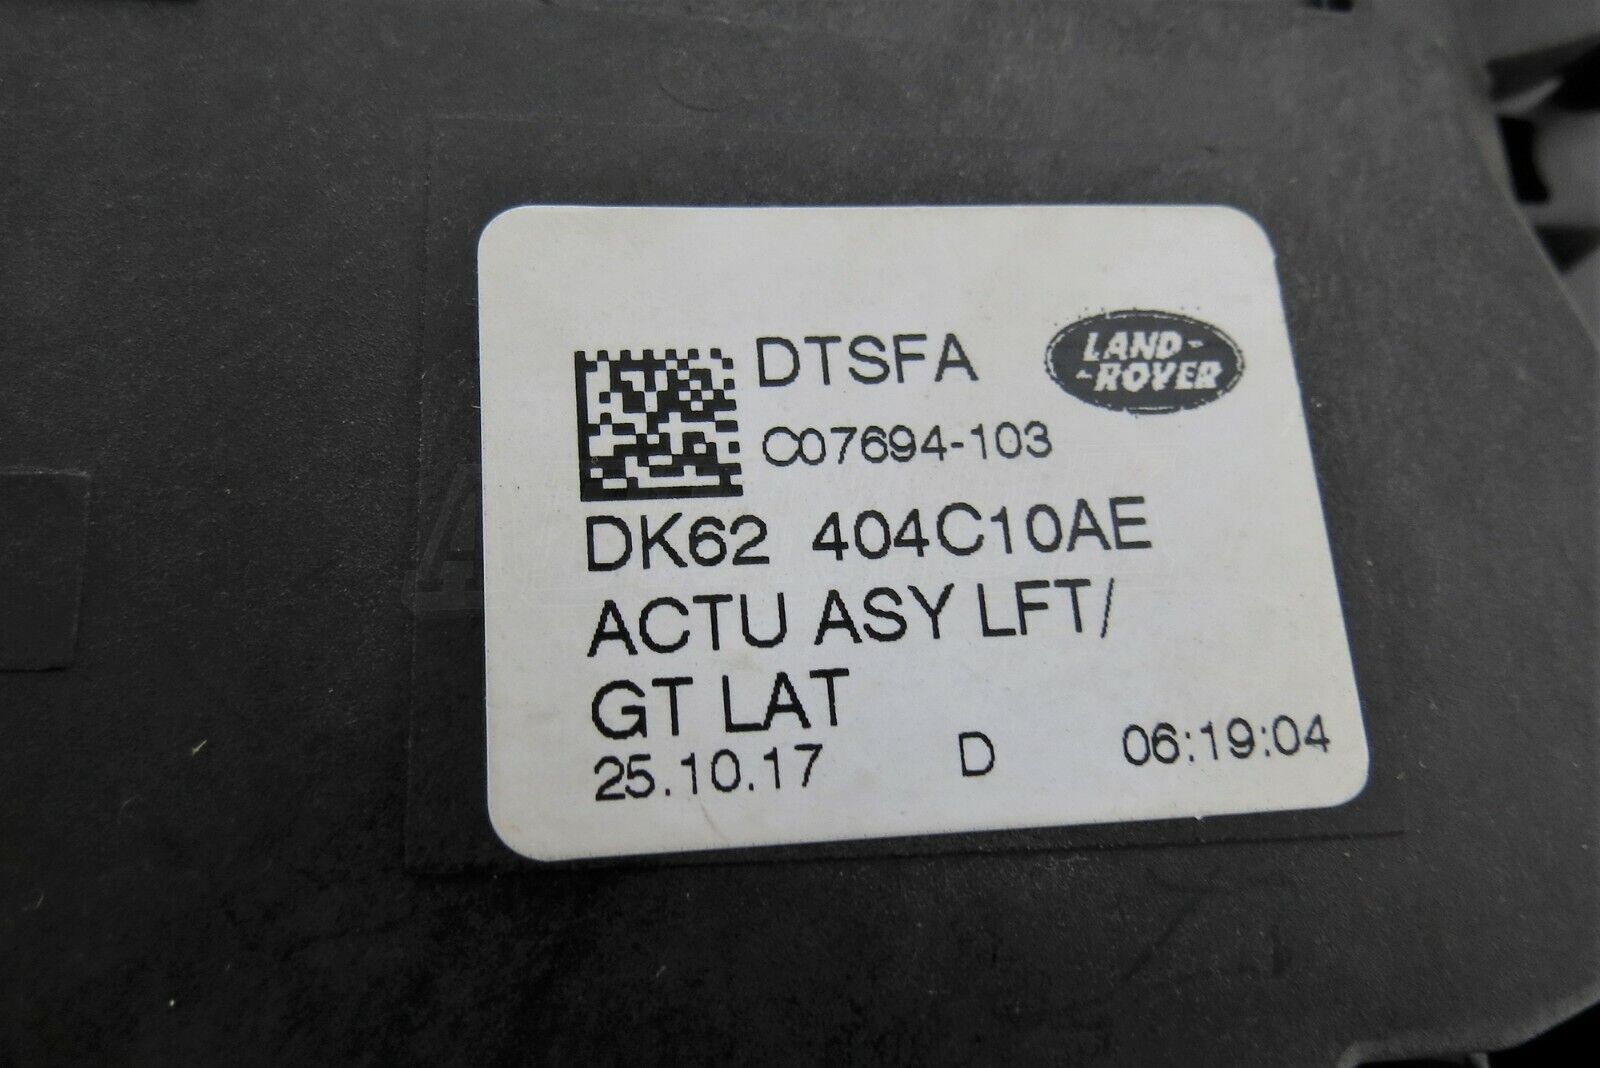 DTSFA
LAND-
-ROVER
C07694-103
DK62 404C10AE
ACTU ASY LFT/
GT LAT
25.10.17 D 06:19:04